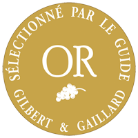 SÉLECTIONNÉ PAR LE GUIDE
OR
GILBERT & GAILLARD